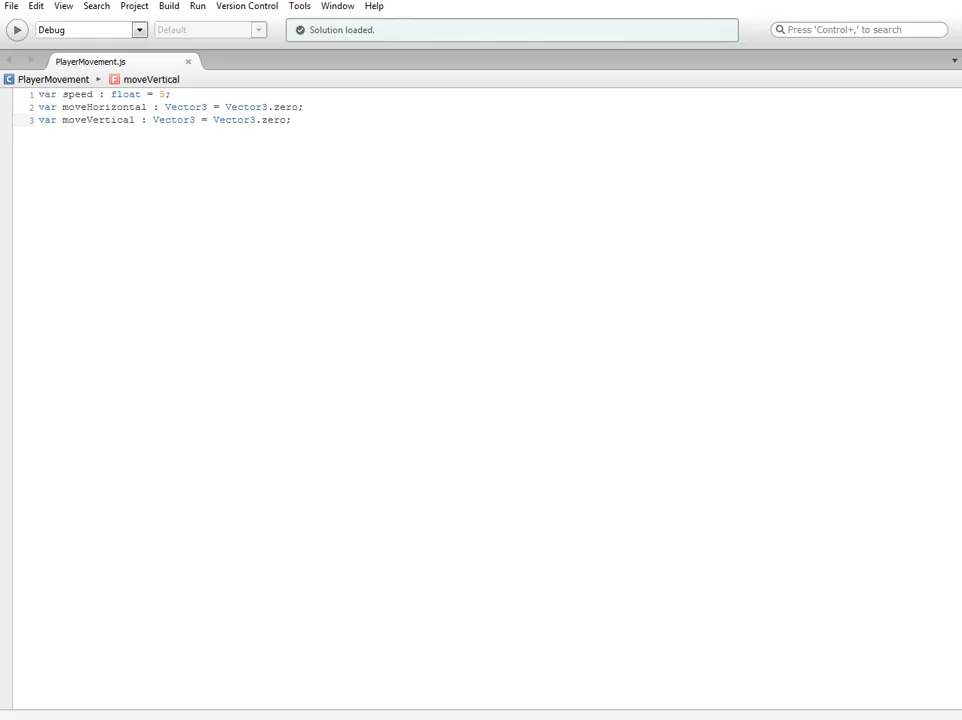 File Edit View Search Project Build Run Version Control Tools Window Help
Debug Default Solution loaded. Press 'Control+,' to search
PlayerMovement.js
PlayerMovement moveVertical
1 var speed : float = 5;
2 var moveHorizontal : Vector3 = Vector3.zero;
3 var moveVertical : Vector3 = Vector3.zero;